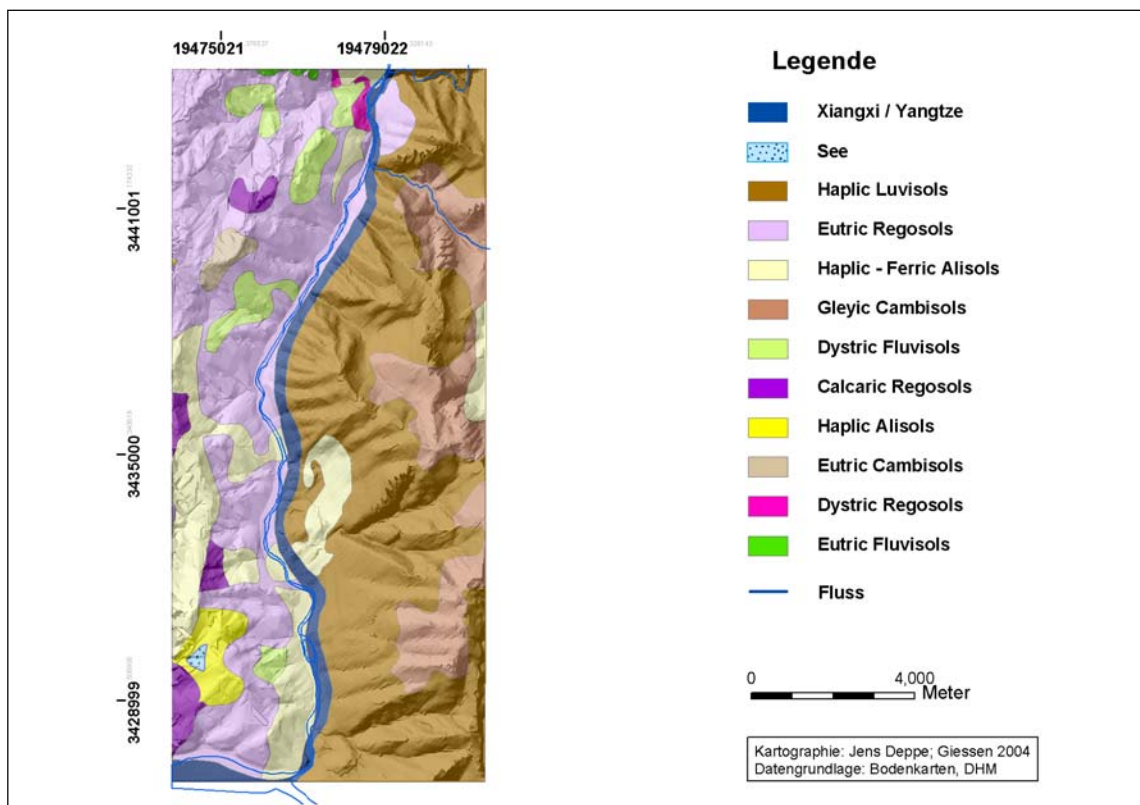 19475021
19479022
3441001
3435000
3428999
Legende
Xiangxi / Yangtze
See
Haplic Luvisols
Eutric Regosols
Haplic - Ferric Alisols
Gleyic Cambisols
Dystric Fluvisols
Calcaric Regosols
Haplic Alisols
Eutric Cambisols
Dystric Regosols
Eutric Fluvisols
Fluss
0 4,000
Meter
Kartographie: Jens Deppe; Giessen 2004
Datengrundlage: Bodenkarten, DHM